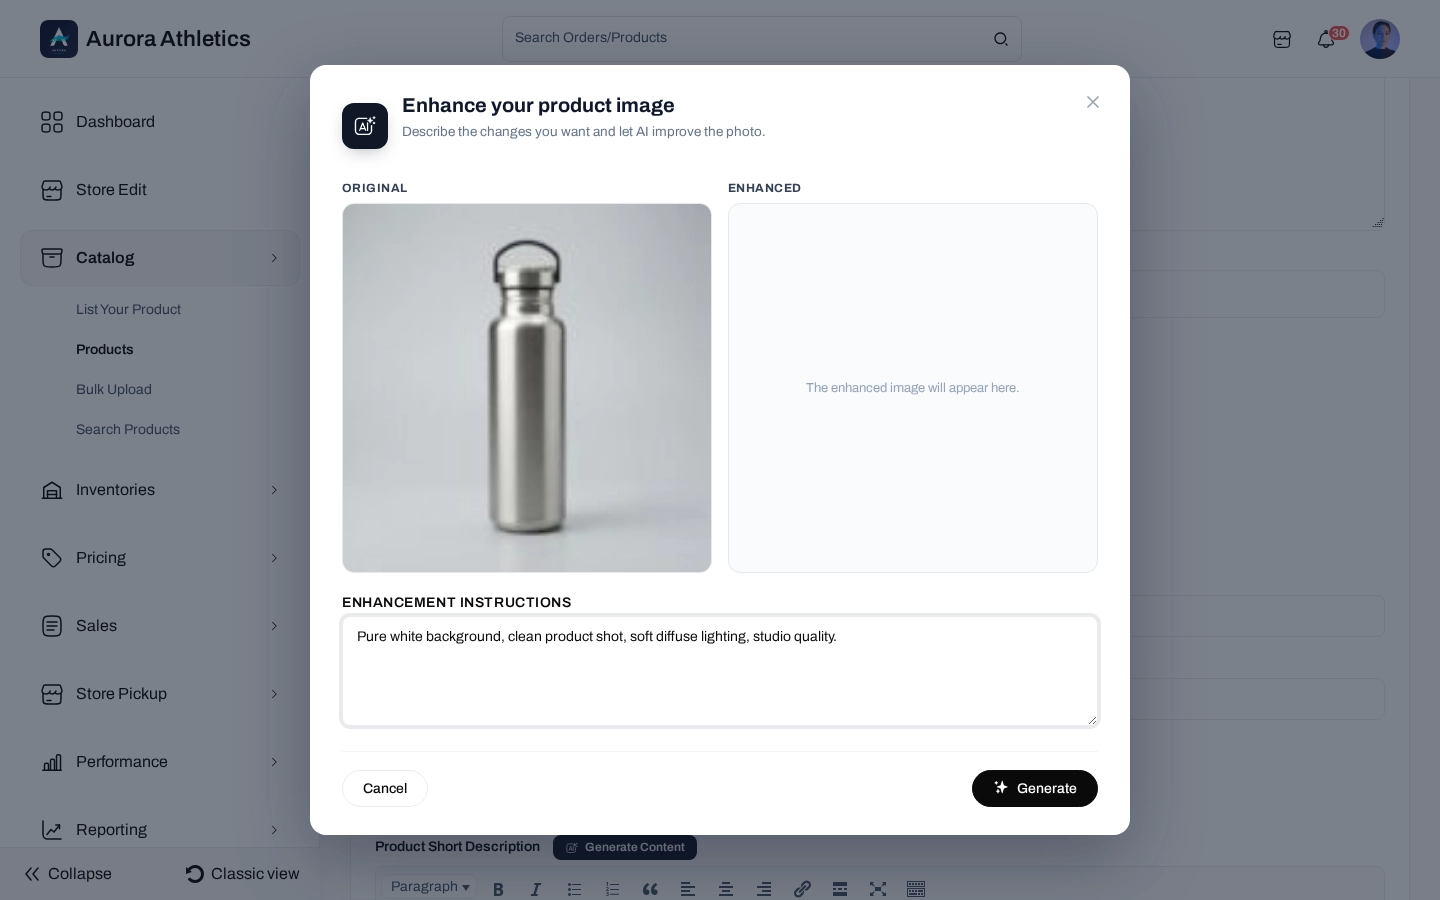 Aurora Athletics
Search Orders/Products
30
Dashboard
Store Edit
Catalog
List Your Product
Products
Bulk Upload
Search Products
Inventories
Pricing
Sales
Store Pickup
Performance
Reporting
Collapse
Classic view
AI
Enhance your product image
Describe the changes you want and let AI improve the photo.
ORIGINAL
ENHANCED
The enhanced image will appear here.
ENHANCEMENT INSTRUCTIONS
Pure white background, clean product shot, soft diffuse lighting, studio quality.
Cancel
Generate
Product Short Description
Generate Content
Paragraph
B
I